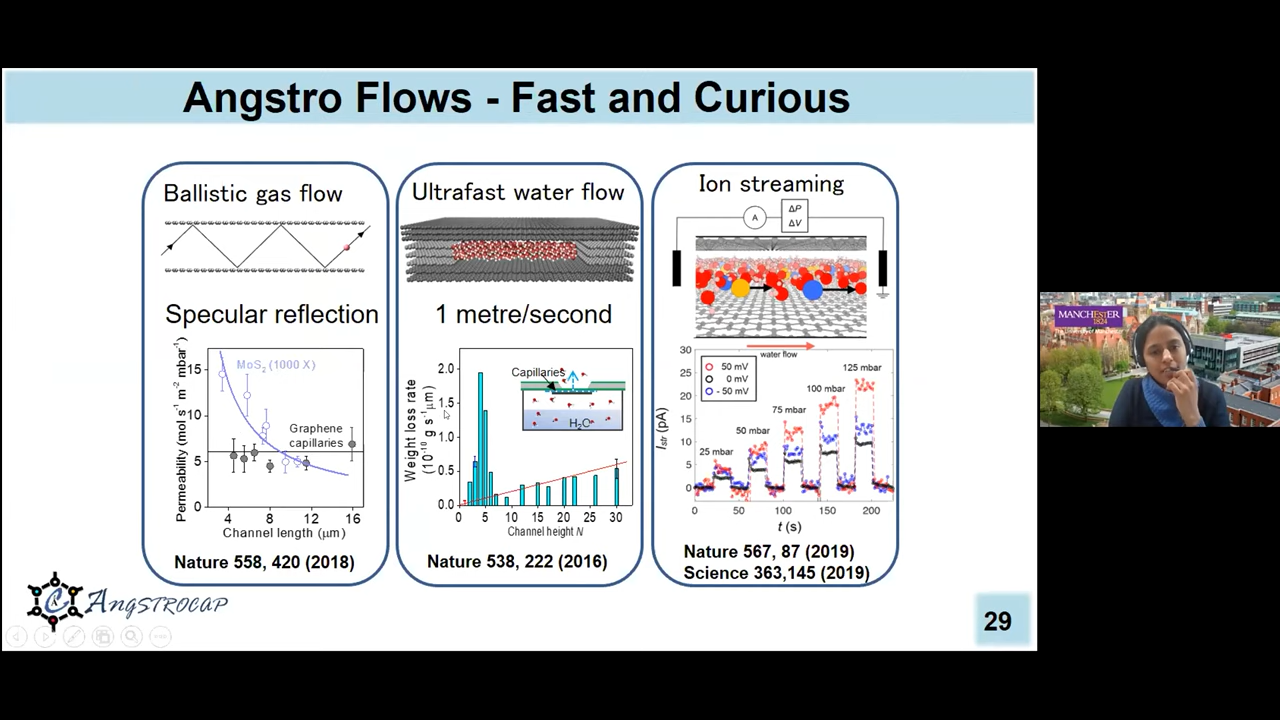 Angstro Flows - Fast and Curious
Ballistic gas flow
Specular reflection
Permeability (mol s⁻¹ m⁻² mbar⁻¹)
15
10
5
0
MoS₂ (1000 X)
Graphene
capillaries
4 8 12 16
Channel length (μm)
Nature 558, 420 (2018)
Ultrafast water flow
1 metre/second
Weight loss rate
(10⁻¹⁰ g s⁻¹μm)
2.0
1.5
1.0
0.5
0.0
Capillaries
H₂O
0 5 10 15 20 25 30
Channel height N
Nature 538, 222 (2016)
Ion streaming
A
ΔP
ΔV
water flow
Istr (pA)
30
25
20
15
10
5
0
50 mV
0 mV
- 50 mV
25 mbar
50 mbar
75 mbar
100 mbar
125 mbar
0 50 100 150 200
t (s)
Nature 567, 87 (2019)
Science 363,145 (2019)
ANGSTROCAP
29
MANCHESTER
1824